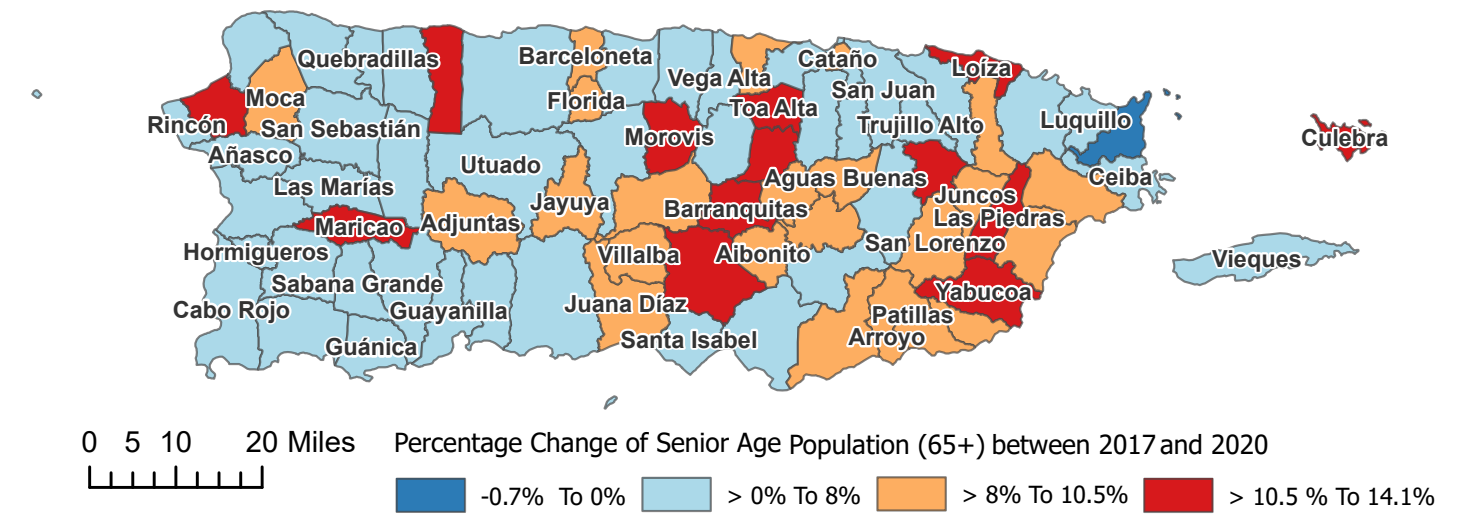 Quebradillas
Barceloneta
Cataño
Loíza
Vega Alta
Moca
Florida
Toa Alta
San Juan
Rincón
San Sebastián
Morovis
Trujillo Alto
Luquillo
Culebra
Añasco
Utuado
Las Marías
Aguas Buenas
Ceiba
Jayuya
Juncos
Maricao
Adjuntas
Barranquitas
Las Piedras
Hormigueros
Villalba
Aibonito
San Lorenzo
Vieques
Sabana Grande
Cabo Rojo
Guayanilla
Juana Díaz
Yabucoa
Patillas
Guánica
Santa Isabel
Arroyo
0 5 10 20 Miles
Percentage Change of Senior Age Population (65+) between 2017 and 2020
-0.7% To 0%
> 0% To 8%
> 8% To 10.5%
> 10.5 % To 14.1%